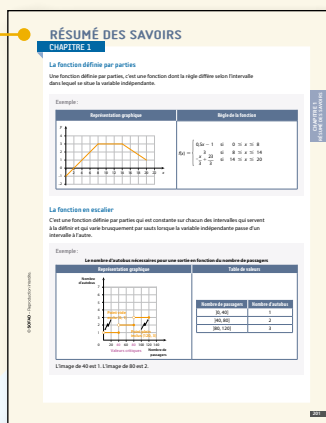 RÉSUMÉ DES SAVOIRS
CHAPITRE 1
La fonction définie par parties
Une fonction définie par parties, c'est une fonction dont la règle diffère selon l'intervalle
dans lequel se situe la variable indépendante.
Exemple :
Représentation graphique
Règle de la fonction
0,5x − 1 si 0 ≤ x ≤ 8
f(x) = 3 si 8 ≤ x ≤ 14
si 14 ≤ x ≤ 20
CHAPITRE 1
RÉSUMÉ DES SAVOIRS
La fonction en escalier
C'est une fonction définie par parties qui est constante sur chacun des intervalles qui servent
à la définir et qui varie brusquement par sauts lorsque la variable indépendante passe d'un
intervalle à l'autre.
Exemple :
Le nombre d'autobus nécessaires pour une sortie en fonction du nombre de passagers
Représentation graphique
Table de valeurs
Nombre
d'autobus
Valeurs critiques
Nombre de
passagers
Nombre de passagers Nombre d'autobus
]0, 40] 1
]40, 80] 2
]80, 120] 3
L'image de 40 est 1. L'image de 80 est 2.
© SOFAD - Reproduction interdite.
201